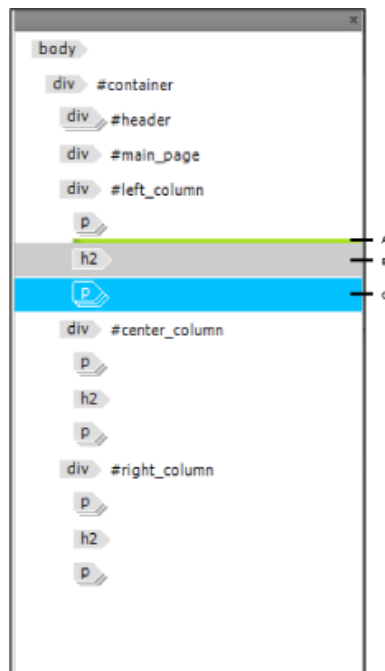 ×
body
div #container
div #header
div #main_page
div #left_column
p
A
h2
p
div #center_column
p
h2
p
div #right_column
p
h2
p